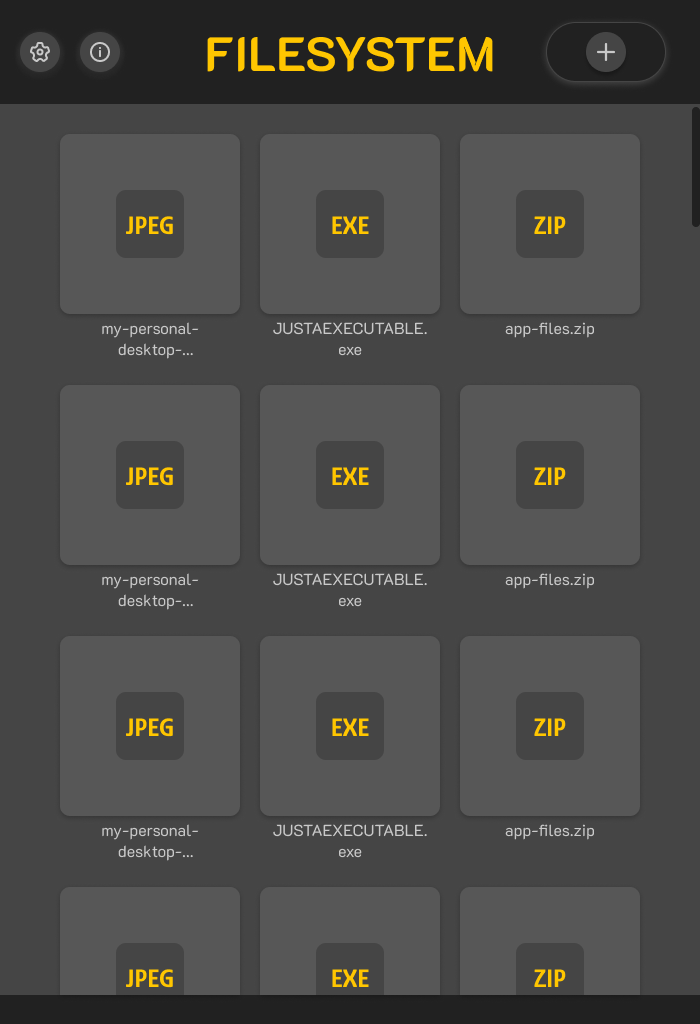 FILESYSTEM
JPEG
EXE
ZIP
my-personal-
desktop-...
JUSTAEXECUTABLE.
exe
app-files.zip
JPEG
EXE
ZIP
my-personal-
desktop-...
JUSTAEXECUTABLE.
exe
app-files.zip
JPEG
EXE
ZIP
my-personal-
desktop-...
JUSTAEXECUTABLE.
exe
app-files.zip
JPEG
EXE
ZIP